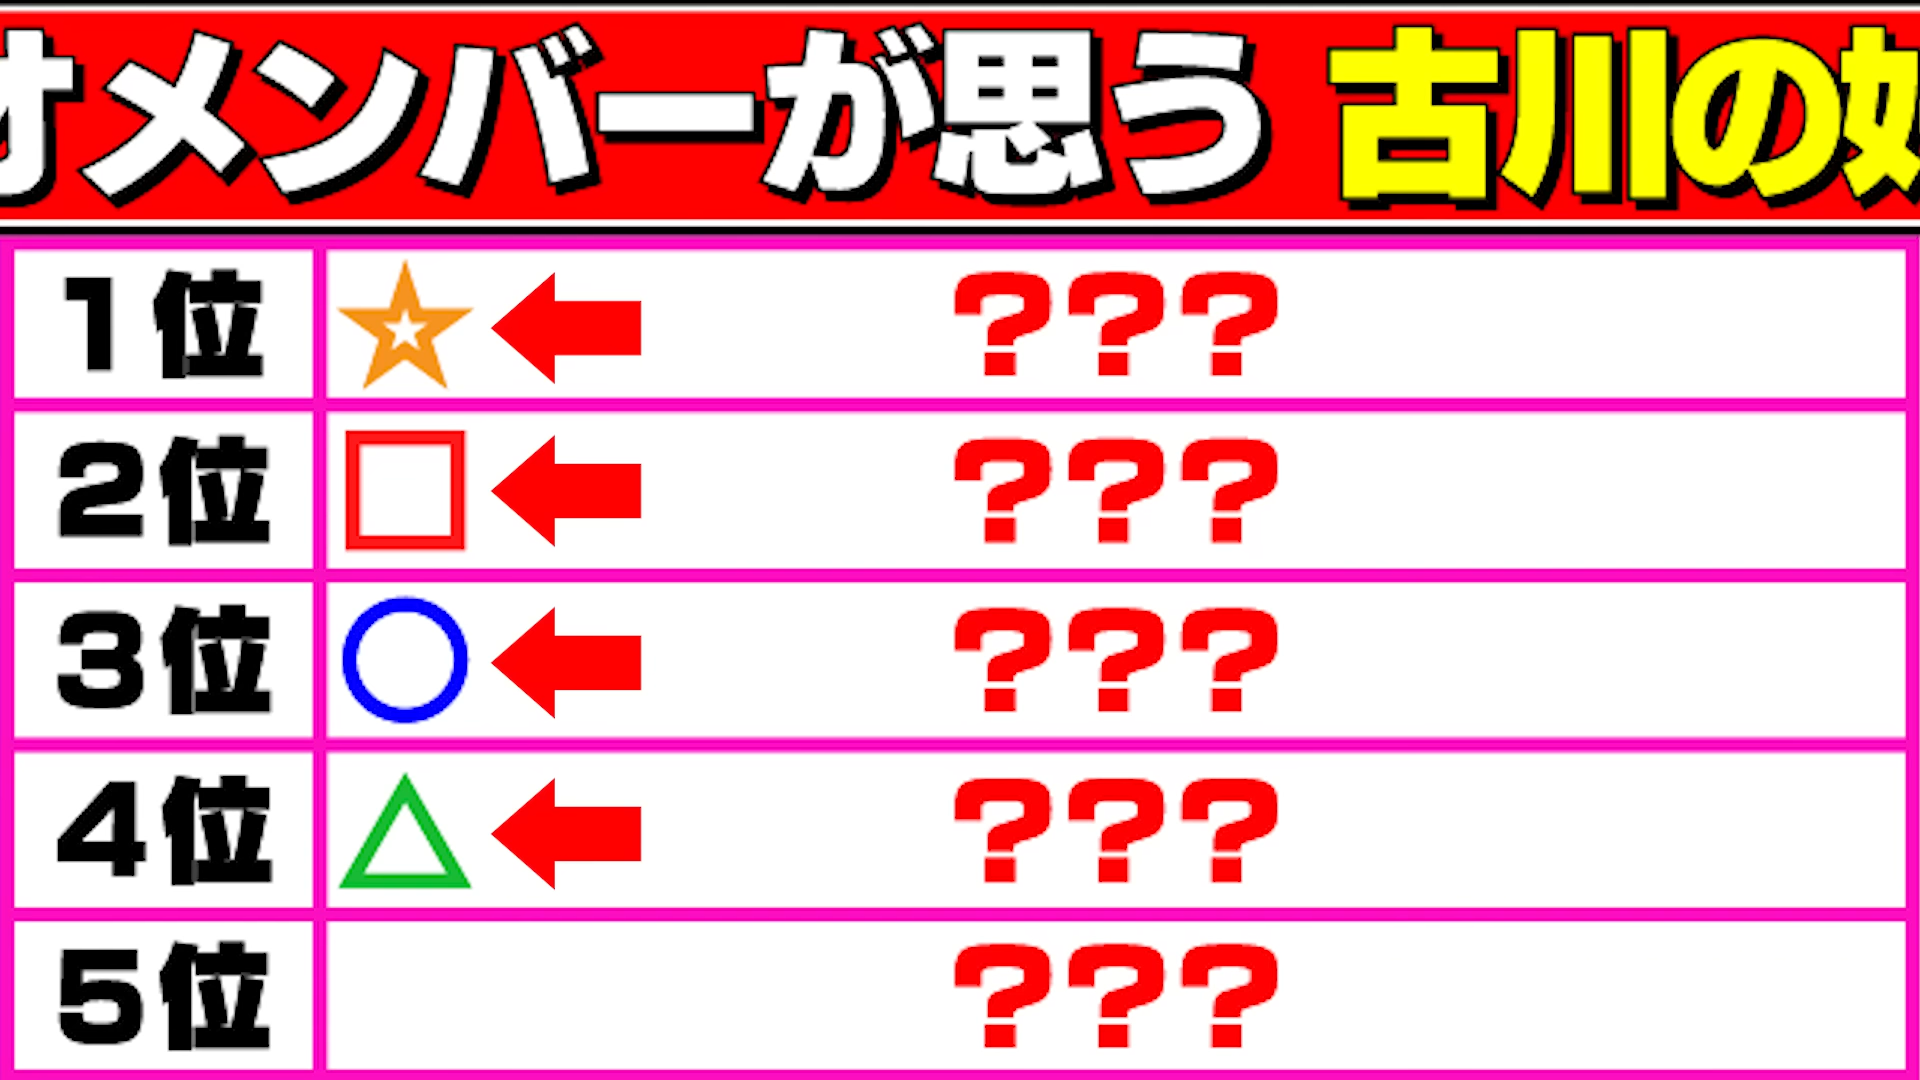 オメンバーが思う 古川の好
1位 ???
2位 ???
3位 ???
4位 ???
5位 ???